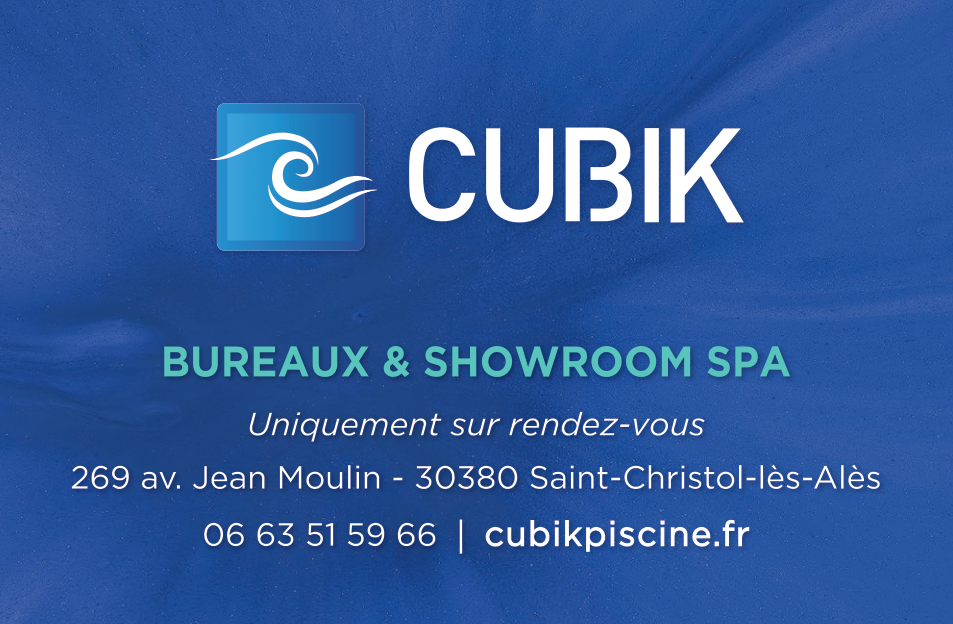 CUBIK
BUREAUX & SHOWROOM SPA
Uniquement sur rendez-vous
269 av. Jean Moulin - 30380 Saint-Christol-lès-Alès
06 63 51 59 66 | cubikpiscine.fr